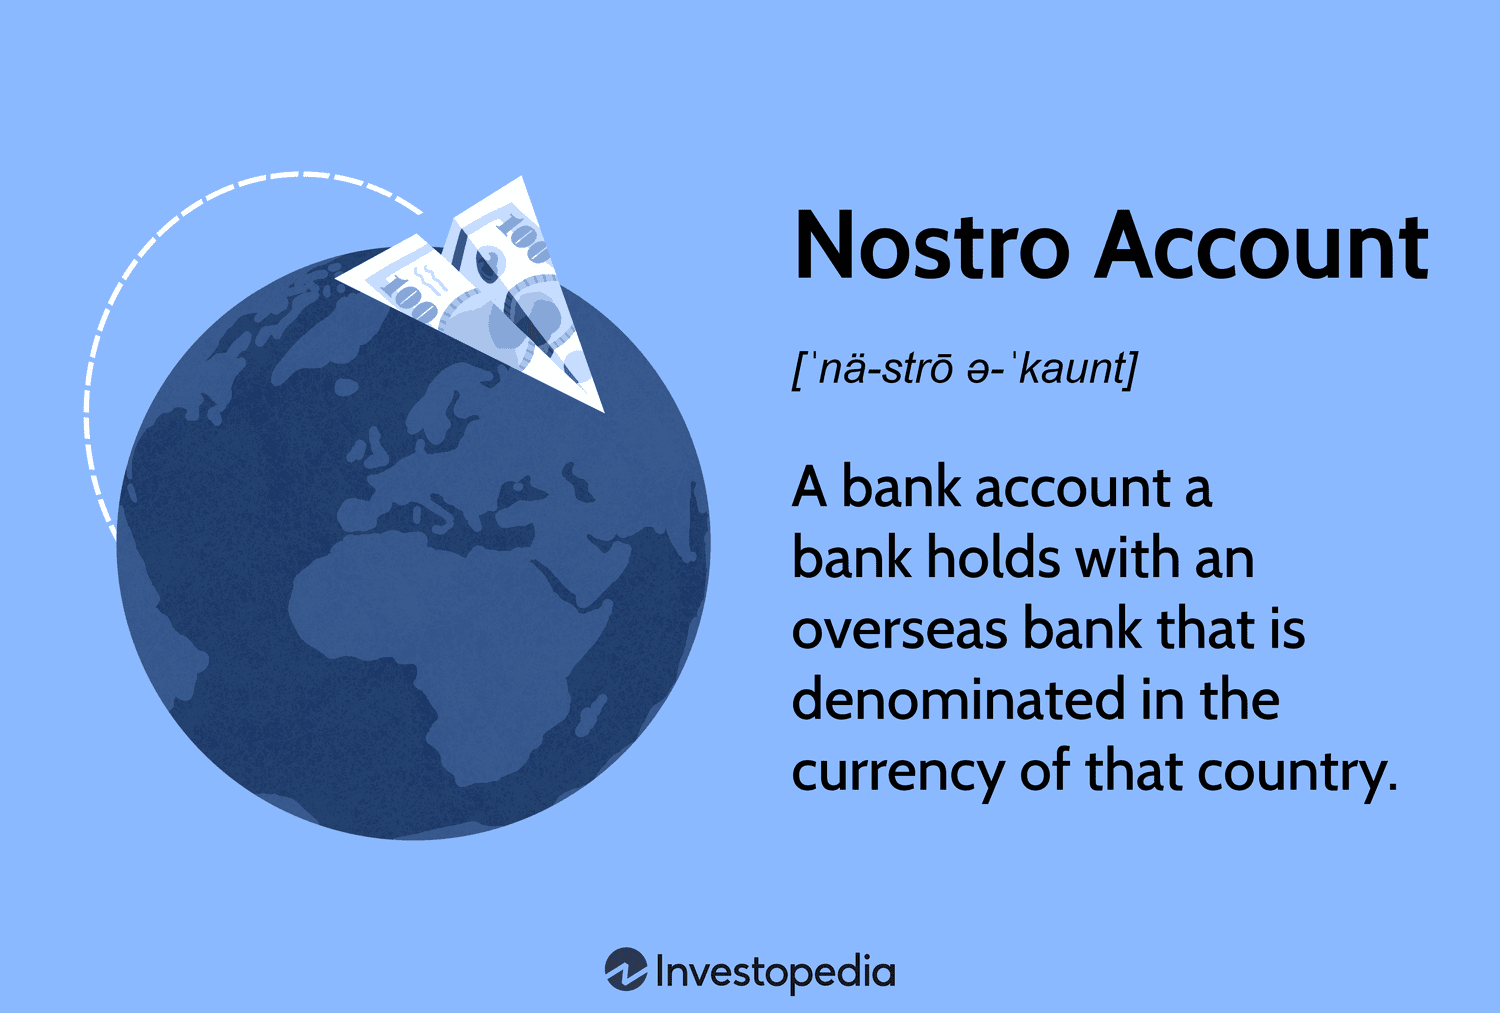 100
100
Nostro Account
[ˈnä-strō ə-ˈkaunt]
A bank account a
bank holds with an
overseas bank that is
denominated in the
currency of that country.
Investopedia